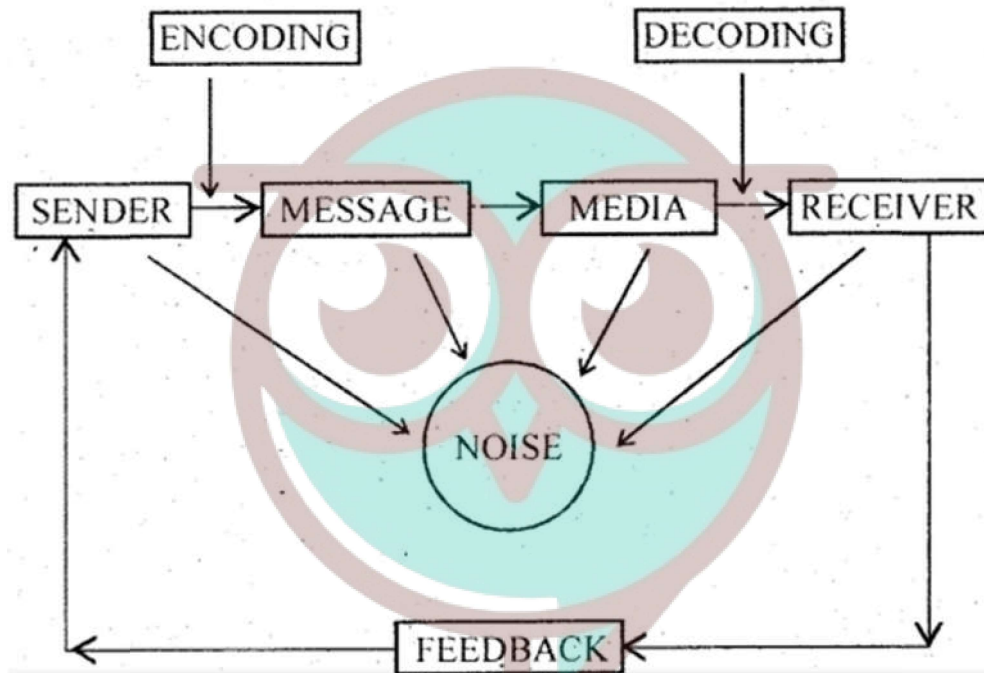 ENCODING DECODING
SENDER MESSAGE MEDIA RECEIVER
NOISE
FEEDBACK